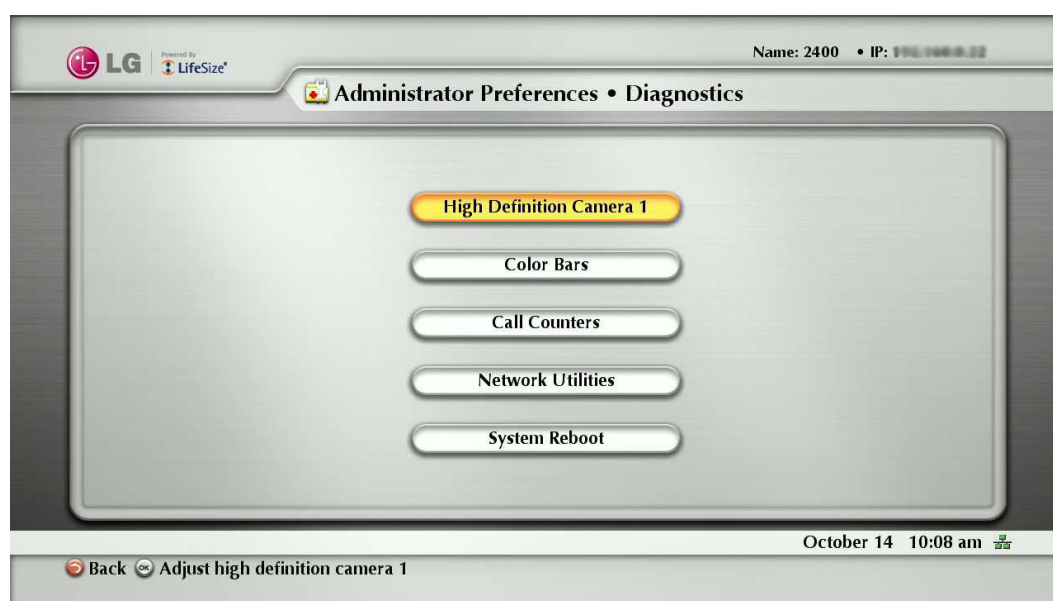 LG Powered by LifeSize®
Name: 2400 • IP:
Administrator Preferences • Diagnostics
High Definition Camera 1
Color Bars
Call Counters
Network Utilities
System Reboot
October 14 10:08 am
Back OK Adjust high definition camera 1